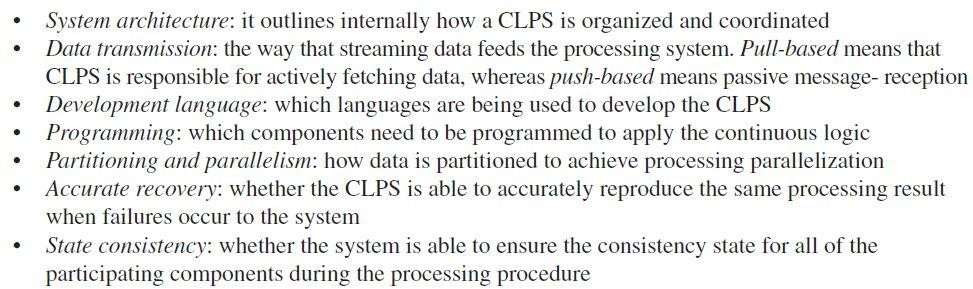 • System architecture: it outlines internally how a CLPS is organized and coordinated
• Data transmission: the way that streaming data feeds the processing system. Pull-based means that
CLPS is responsible for actively fetching data, whereas push-based means passive message- reception
• Development language: which languages are being used to develop the CLPS
• Programming: which components need to be programmed to apply the continuous logic
• Partitioning and parallelism: how data is partitioned to achieve processing parallelization
• Accurate recovery: whether the CLPS is able to accurately reproduce the same processing result
when failures occur to the system
• State consistency: whether the system is able to ensure the consistency state for all of the
participating components during the processing procedure